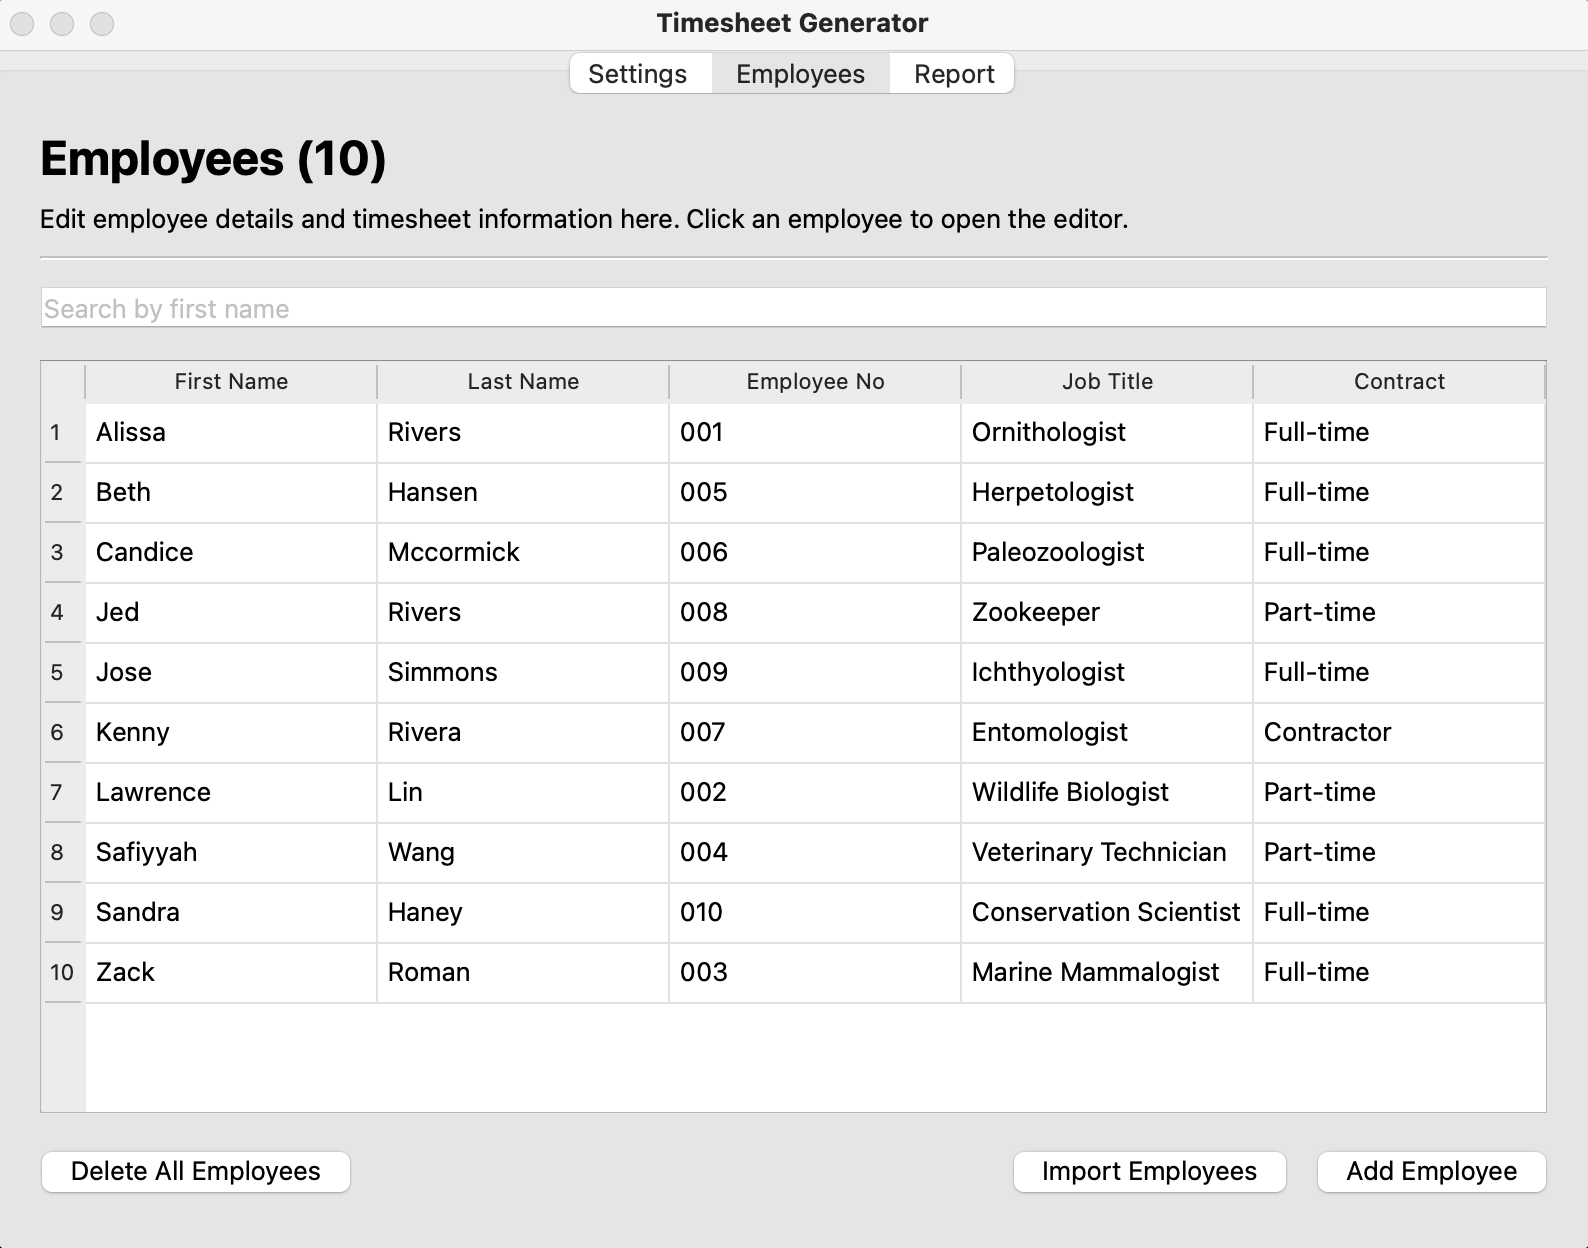 Timesheet Generator
Settings Employees Report
Employees (10)
Edit employee details and timesheet information here. Click an employee to open the editor.
Search by first name
First Name Last Name Employee No Job Title Contract
1 Alissa Rivers 001 Ornithologist Full-time
2 Beth Hansen 005 Herpetologist Full-time
3 Candice Mccormick 006 Paleozoologist Full-time
4 Jed Rivers 008 Zookeeper Part-time
5 Jose Simmons 009 Ichthyologist Full-time
6 Kenny Rivera 007 Entomologist Contractor
7 Lawrence Lin 002 Wildlife Biologist Part-time
8 Safiyyah Wang 004 Veterinary Technician Part-time
9 Sandra Haney 010 Conservation Scientist Full-time
10 Zack Roman 003 Marine Mammalogist Full-time
Delete All Employees Import Employees Add Employee